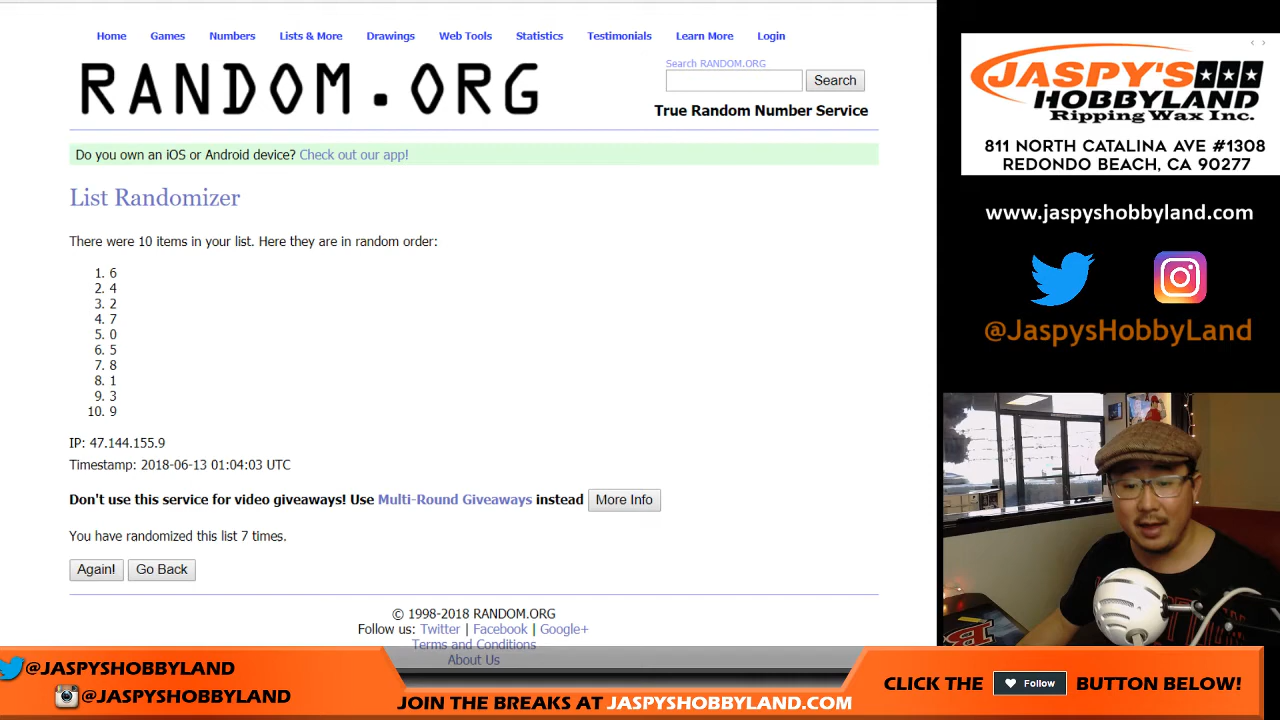 Home Games Numbers Lists & More Drawings Web Tools Statistics Testimonials Learn More Login
RANDOM.ORG
Search RANDOM.ORG
Search
True Random Number Service
Do you own an iOS or Android device? Check out our app!
List Randomizer
There were 10 items in your list. Here they are in random order:
1. 6
2. 4
3. 2
4. 7
5. 0
6. 5
7. 8
8. 1
9. 3
10. 9
IP: 47.144.155.9
Timestamp: 2018-06-13 01:04:03 UTC
Don't use this service for video giveaways! Use Multi-Round Giveaways instead More Info
You have randomized this list 7 times.
Again! Go Back
© 1998-2018 RANDOM.ORG
Follow us: Twitter | Facebook | Google+
Terms and Conditions
About Us
JASPY'S
HOBBYLAND
Ripping Wax Inc.
811 NORTH CATALINA AVE #1308
REDONDO BEACH, CA 90277
www.jaspyshobbyland.com
@JaspysHobbyLand
@JASPYSHOBBYLAND
@JASPYSHOBBYLAND
JOIN THE BREAKS AT JASPYSHOBBYLAND.COM
CLICK THE Follow BUTTON BELOW!